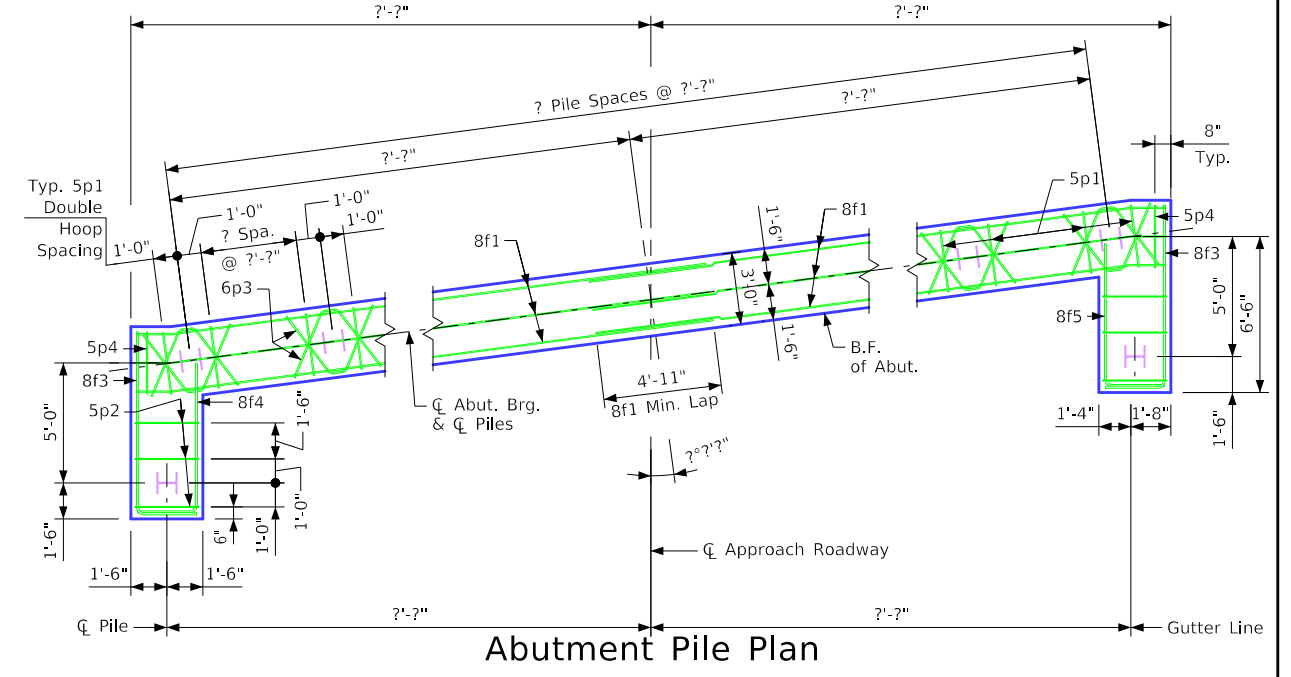 ?'-?"
?'-?"
? Pile Spaces @ ?'-?"
?'-?"
?'-?"
8"
Typ.
Typ. 5p1
Double
Hoop
Spacing
1'-0"
1'-0"
? Spa.
@ ?'-?"
1'-0"
1'-0"
6p3
8f1
1'-6"
3'-0"
1'-6"
8f1
5p1
5p4
8f3
5'-0"
6'-6"
8f5
1'-4"
1'-8"
1'-6"
B.F.
of Abut.
4'-11"
8f1 Min. Lap
℄ Abut. Brg.
& ℄ Piles
?°?'?"
5p4
8f3
5p2
8f4
5'-0"
1'-6"
1'-6"
1'-0"
1'-0"
6"
1'-6"
1'-6"
℄ Approach Roadway
℄ Pile
?'-?"
?'-?"
Gutter Line
Abutment Pile Plan